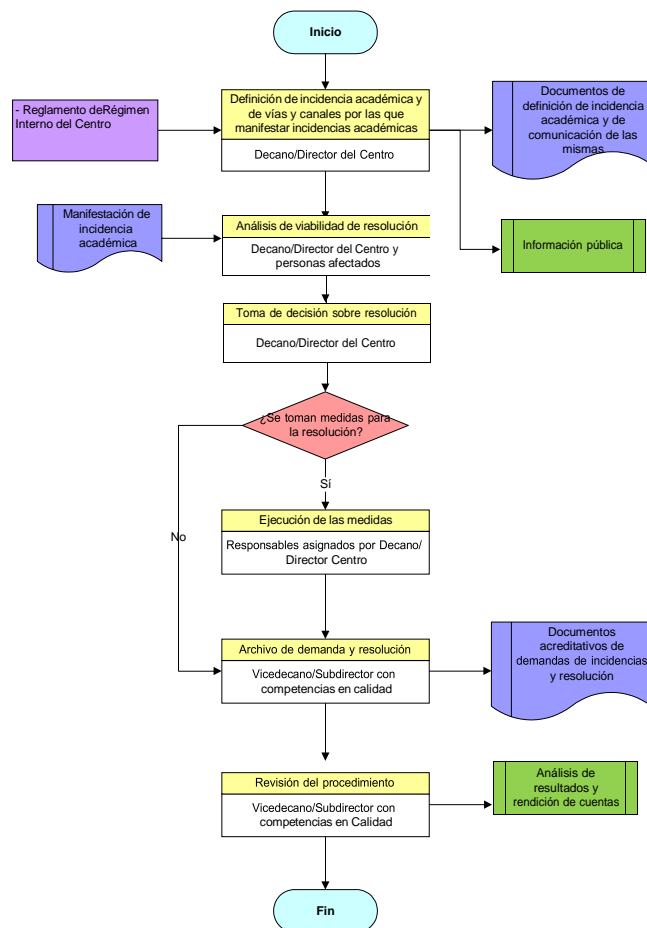 Inicio
- Reglamento deRégimen
Interno del Centro
Definición de incidencia académica y
de vías y canales por las que
manifestar incidencias académicas
Decano/Director del Centro
Documentos de
definición de incidencia
académica y de
comunicación de las
mismas
Información pública
Manifestación de
incidencia
académica
Análisis de viabilidad de resolución
Decano/Director del Centro y
personas afectados
Toma de decisión sobre resolución
Decano/Director del Centro
¿Se toman medidas para
la resolución?
Sí
No
Ejecución de las medidas
Responsables asignados por Decano/
Director Centro
Archivo de demanda y resolución
Vicedecano/Subdirector con
competencias en calidad
Documentos
acreditativos de
demandas de incidencias
y resolución
Revisión del procedimiento
Vicedecano/Subdirector con
competencias en Calidad
Análisis de
resultados y
rendición de cuentas
Fin